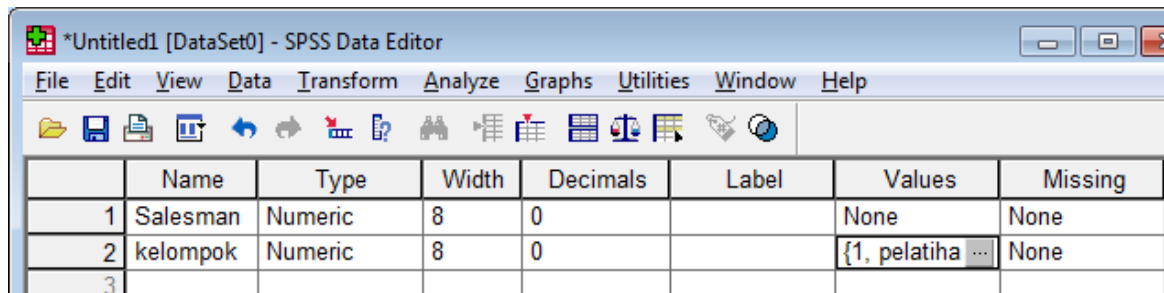 *Untitled1 [DataSet0] - SPSS Data Editor
File Edit View Data Transform Analyze Graphs Utilities Window Help
Name Type Width Decimals Label Values Missing
1 Salesman Numeric 8 0 None None
2 kelompok Numeric 8 0 {1, pelatiha ... None
3